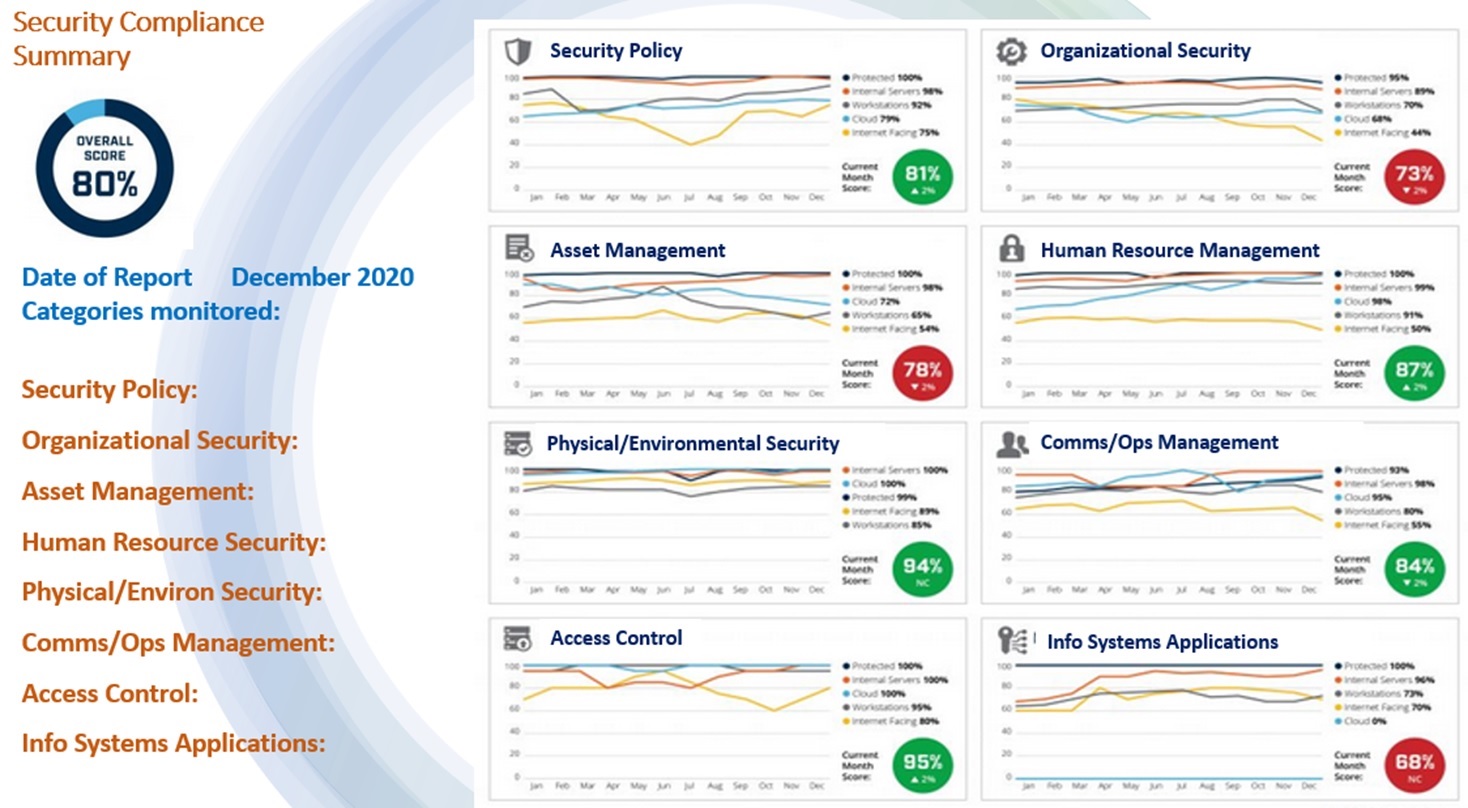 Security Compliance
Summary
OVERALL
SCORE
80%
Date of Report December 2020
Categories monitored:
Security Policy:
Organizational Security:
Asset Management:
Human Resource Security:
Physical/Environ Security:
Comms/Ops Management:
Access Control:
Info Systems Applications:
Security Policy
100
80
60
40
20
0
Jan Feb Mar Apr May Jun Jul Aug Sep Oct Nov Dec
Protected 100%
Internal Servers 98%
Workstations 92%
Cloud 79%
Internet Facing 75%
Current
Month
Score:
81%
▲ 2%
Organizational Security
100
80
60
40
20
0
Jan Feb Mar Apr May Jun Jul Aug Sep Oct Nov Dec
Protected 95%
Internal Servers 89%
Workstations 70%
Cloud 68%
Internet Facing 44%
Current
Month
Score:
73%
▼ 2%
Asset Management
100
80
60
40
20
0
Jan Feb Mar Apr May Jun Jul Aug Sep Oct Nov Dec
Protected 100%
Internal Servers 98%
Cloud 72%
Workstations 65%
Internet Facing 54%
Current
Month
Score:
78%
▼ 2%
Human Resource Management
100
80
60
40
20
0
Jan Feb Mar Apr May Jun Jul Aug Sep Oct Nov Dec
Protected 100%
Internal Servers 99%
Cloud 98%
Workstations 91%
Internet Facing 50%
Current
Month
Score:
87%
▲ 2%
Physical/Environmental Security
100
80
60
40
20
0
Jan Feb Mar Apr May Jun Jul Aug Sep Oct Nov Dec
Internal Servers 100%
Cloud 100%
Protected 99%
Internet Facing 89%
Workstations 85%
Current
Month
Score:
94%
NC
Comms/Ops Management
100
80
60
40
20
0
Jan Feb Mar Apr May Jun Jul Aug Sep Oct Nov Dec
Protected 93%
Internal Servers 98%
Cloud 95%
Workstations 80%
Internet Facing 55%
Current
Month
Score:
84%
▼ 2%
Access Control
100
80
60
40
20
0
Jan Feb Mar Apr May Jun Jul Aug Sep Oct Nov Dec
Protected 100%
Internal Servers 100%
Cloud 100%
Workstations 95%
Internet Facing 80%
Current
Month
Score:
95%
▲ 2%
Info Systems Applications
100
80
60
40
20
0
Jan Feb Mar Apr May Jun Jul Aug Sep Oct Nov Dec
Protected 100%
Internal Servers 96%
Workstations 73%
Internet Facing 70%
Cloud 0%
Current
Month
Score:
68%
NC